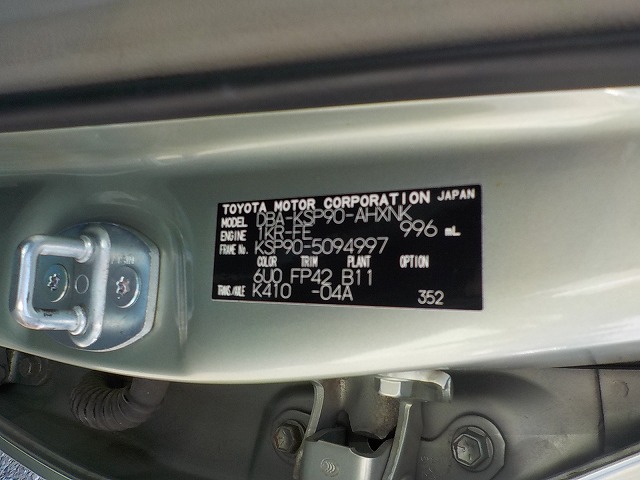 TOYOTA MOTOR CORPORATION JAPAN
MODEL DBA-KSP90-AHXNK
ENGINE 1KR-FE 996 mL
FRAME No. KSP90-5094997
COLOR TRIM PLANT OPTION
6U0 FP42 B11
TRANS./AXLE K410 -04A 352